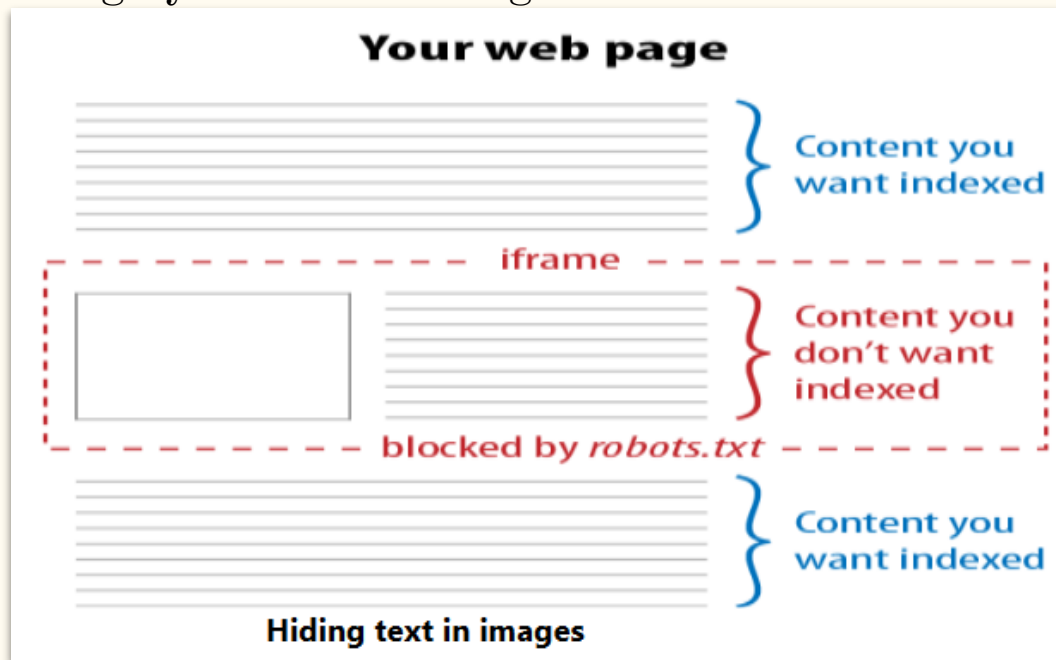 Your web page
Content you
want indexed
iframe
Content you
don't want
indexed
blocked by robots.txt
Content you
want indexed
Hiding text in images